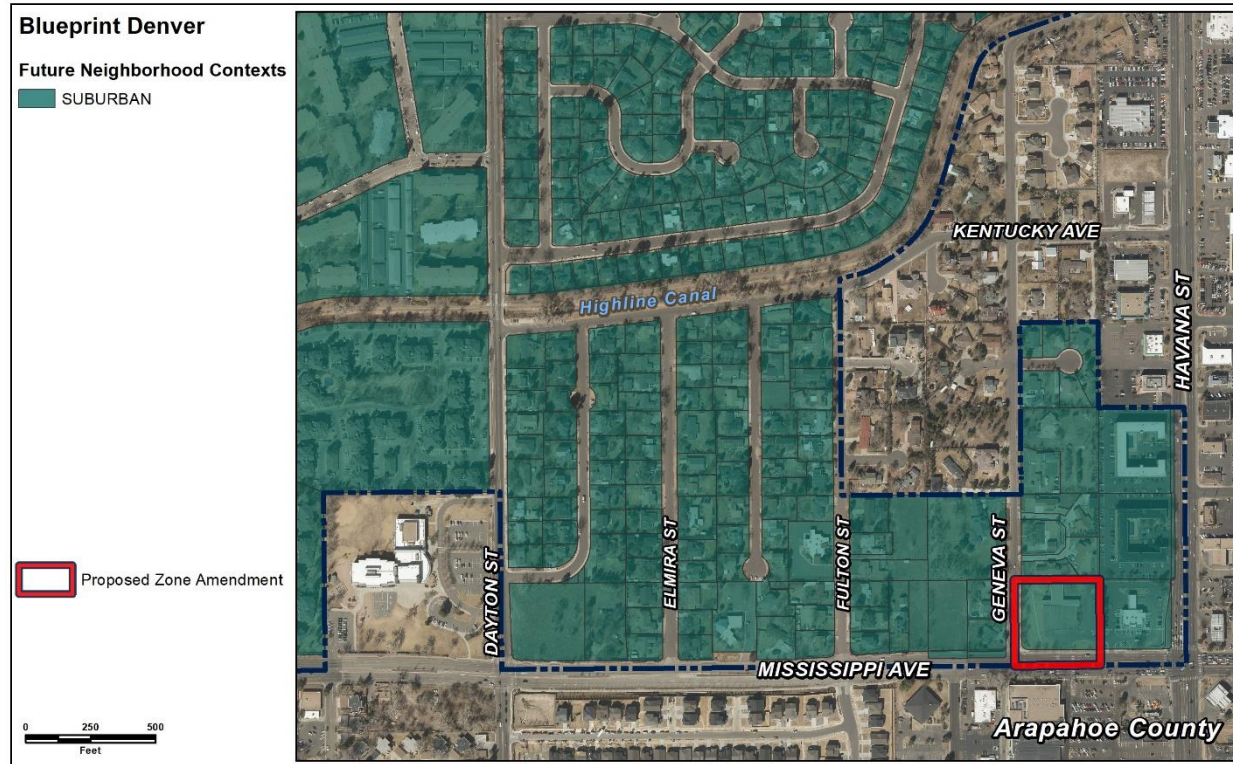 Blueprint Denver
Future Neighborhood Contexts
SUBURBAN
Proposed Zone Amendment
0 250 500
Feet
KENTUCKY AVE
Highline Canal
HAVANA ST
DAYTON ST
ELMIRA ST
FULTON ST
GENEVA ST
MISSISSIPPI AVE
Arapahoe County